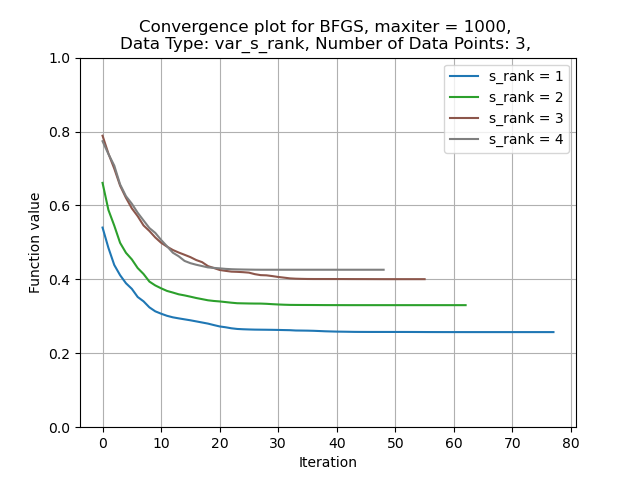 Convergence plot for BFGS, maxiter = 1000,
Data Type: var_s_rank, Number of Data Points: 3,
1.0
0.8
0.6
0.4
0.2
0.0
Function value
s_rank = 1
s_rank = 2
s_rank = 3
s_rank = 4
0 10 20 30 40 50 60 70 80
Iteration